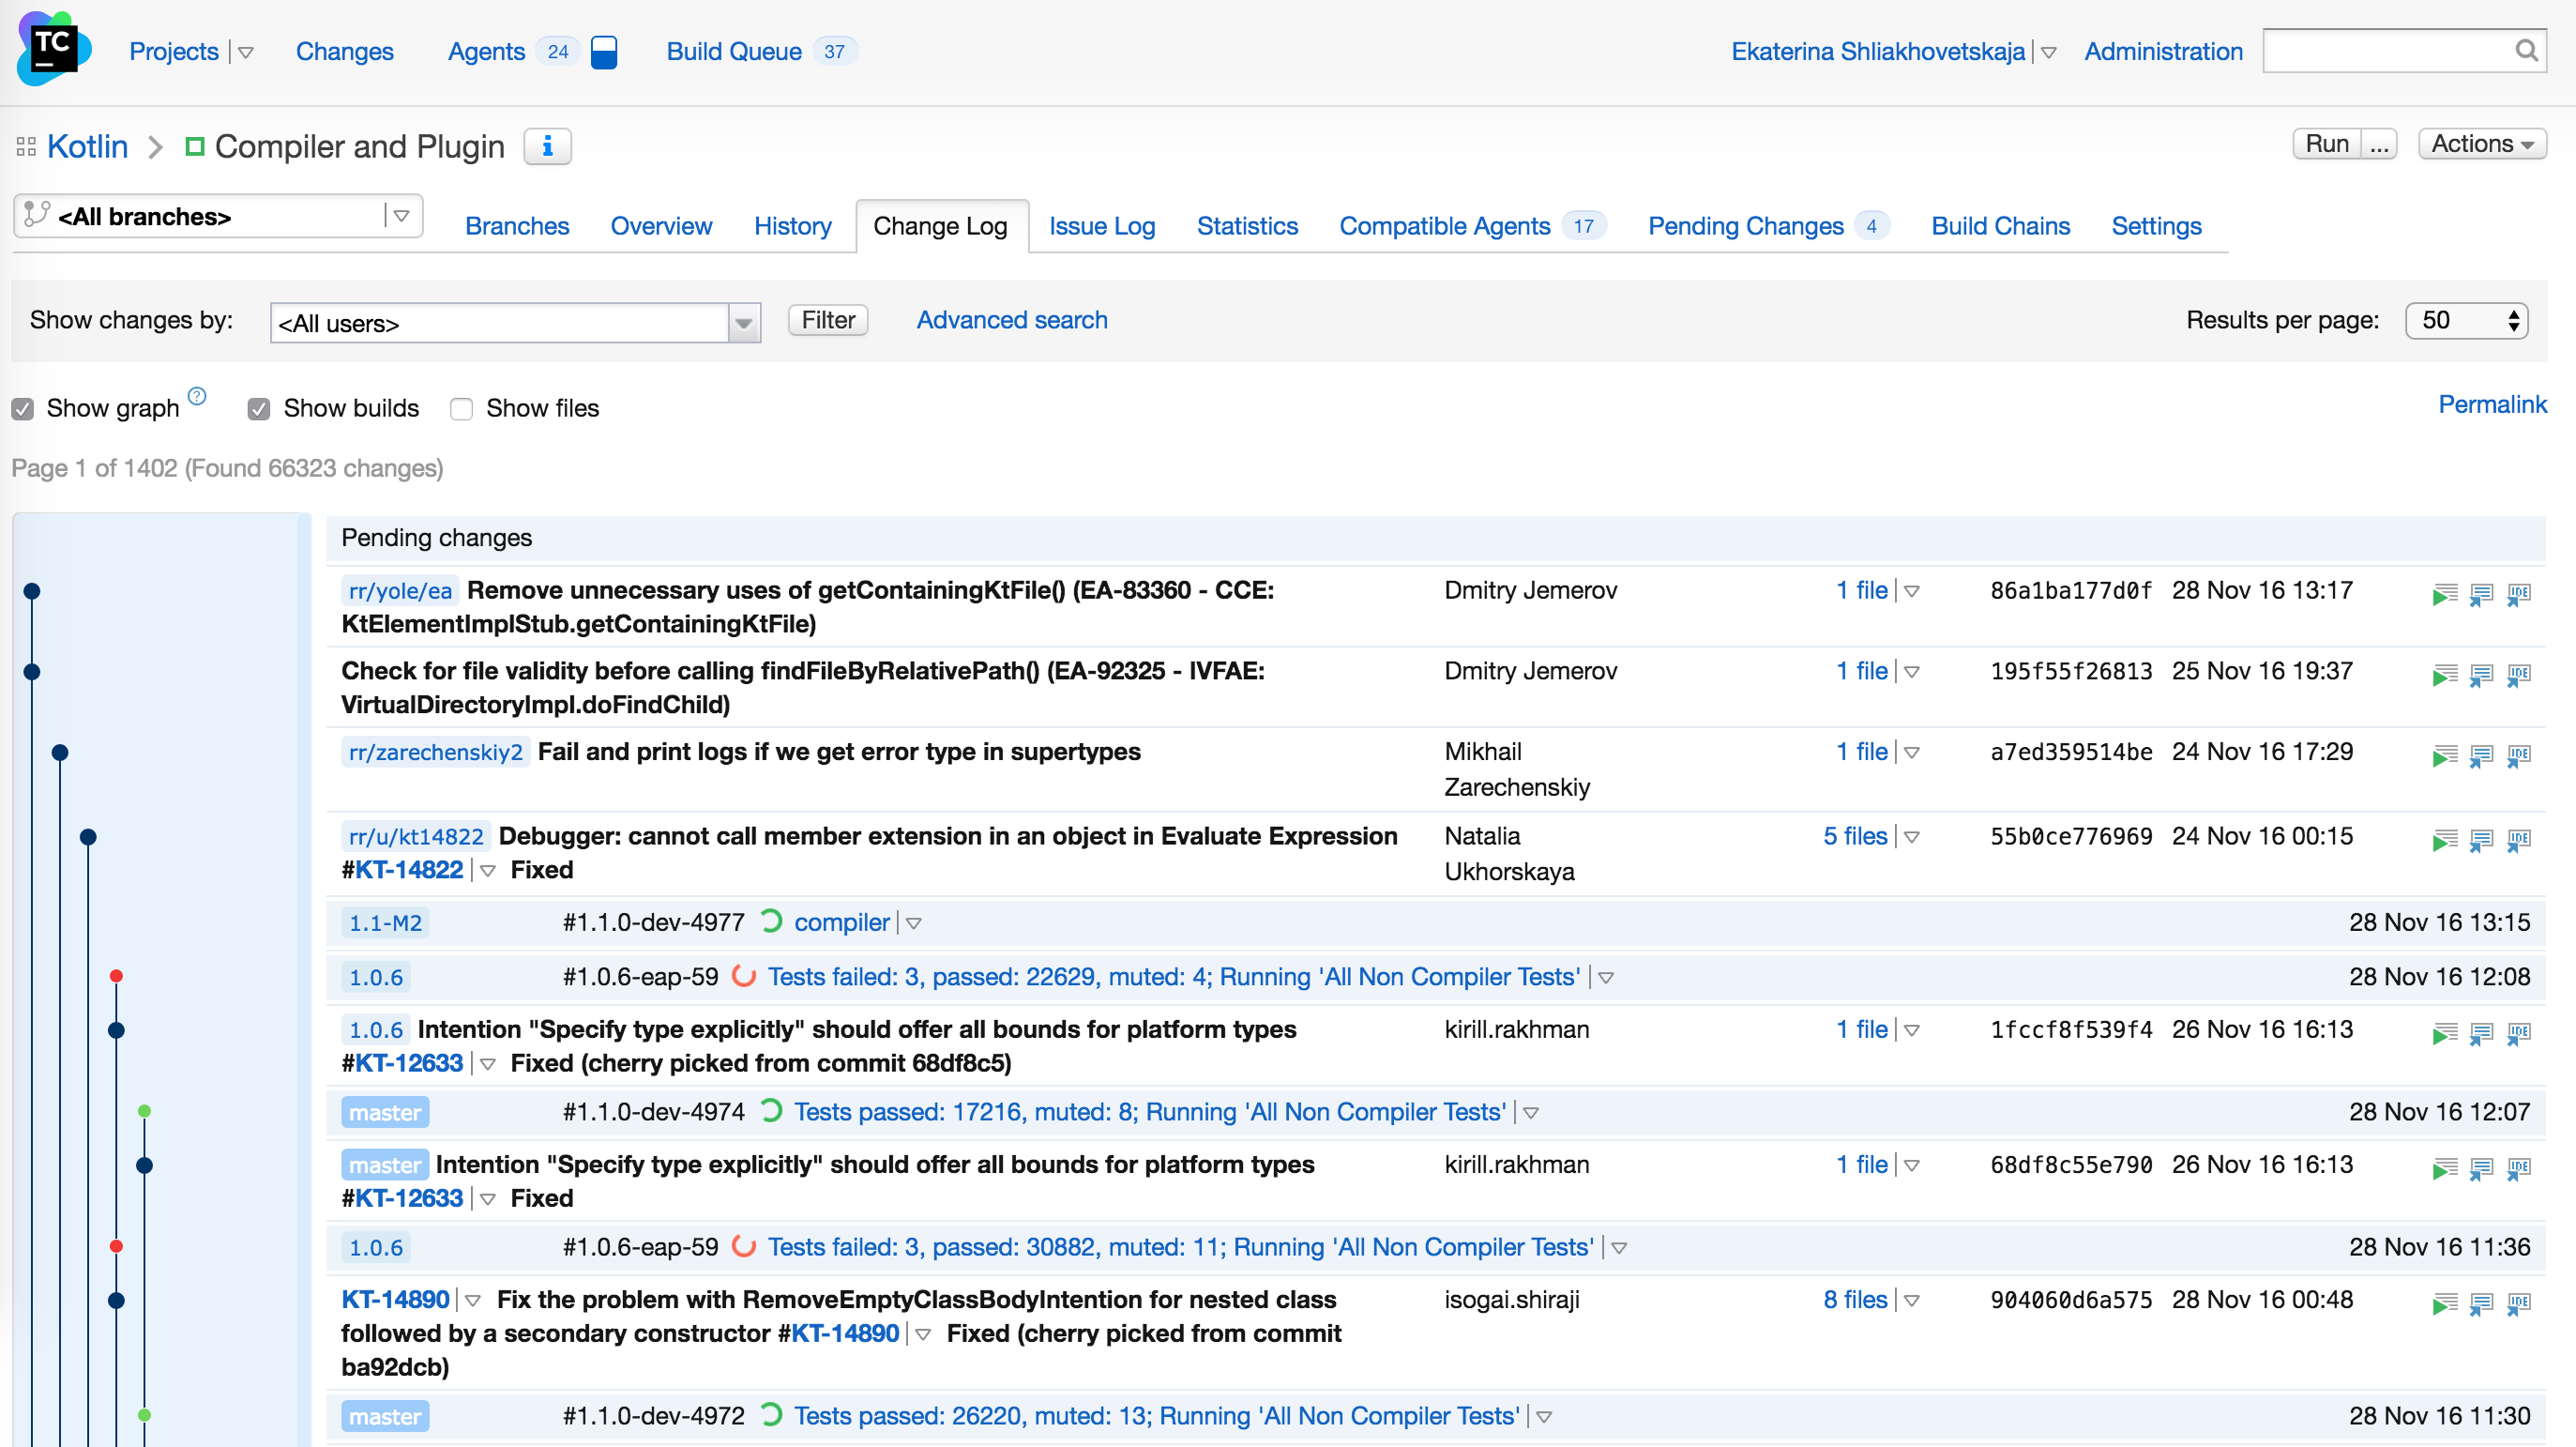 TC
Projects Changes Agents 24 Build Queue 37 Ekaterina Shliakhovetskaja Administration
Kotlin Compiler and Plugin i Run ... Actions
<All branches> Branches Overview History Change Log Issue Log Statistics Compatible Agents 17 Pending Changes 4 Build Chains Settings
Show changes by: <All users> Filter Advanced search Results per page: 50
Show graph ? Show builds Show files Permalink
Page 1 of 1402 (Found 66323 changes)
Pending changes
rr/yole/ea Remove unnecessary uses of getContainingKtFile() (EA-83360 - CCE: Dmitry Jemerov 1 file 86a1ba177d0f 28 Nov 16 13:17 IDE
KtElementImplStub.getContainingKtFile)
Check for file validity before calling findFileByRelativePath() (EA-92325 - IVFAE: Dmitry Jemerov 1 file 195f55f26813 25 Nov 16 19:37 IDE
VirtualDirectoryImpl.doFindChild)
rr/zarechenskiy2 Fail and print logs if we get error type in supertypes Mikhail 1 file a7ed359514be 24 Nov 16 17:29 IDE
Zarechenskiy
rr/u/kt14822 Debugger: cannot call member extension in an object in Evaluate Expression Natalia 5 files 55b0ce776969 24 Nov 16 00:15 IDE
#KT-14822 Fixed Ukhorskaya
1.1-M2 #1.1.0-dev-4977 compiler 28 Nov 16 13:15
1.0.6 #1.0.6-eap-59 Tests failed: 3, passed: 22629, muted: 4; Running 'All Non Compiler Tests' 28 Nov 16 12:08
1.0.6 Intention "Specify type explicitly" should offer all bounds for platform types kirill.rakhman 1 file 1fccf8f539f4 26 Nov 16 16:13 IDE
#KT-12633 Fixed (cherry picked from commit 68df8c5)
master #1.1.0-dev-4974 Tests passed: 17216, muted: 8; Running 'All Non Compiler Tests' 28 Nov 16 12:07
master Intention "Specify type explicitly" should offer all bounds for platform types kirill.rakhman 1 file 68df8c55e790 26 Nov 16 16:13 IDE
#KT-12633 Fixed
1.0.6 #1.0.6-eap-59 Tests failed: 3, passed: 30882, muted: 11; Running 'All Non Compiler Tests' 28 Nov 16 11:36
KT-14890 Fix the problem with RemoveEmptyClassBodyIntention for nested class isogai.shiraji 8 files 904060d6a575 28 Nov 16 00:48 IDE
followed by a secondary constructor #KT-14890 Fixed (cherry picked from commit
ba92dcb)
master #1.1.0-dev-4972 Tests passed: 26220, muted: 13; Running 'All Non Compiler Tests' 28 Nov 16 11:30